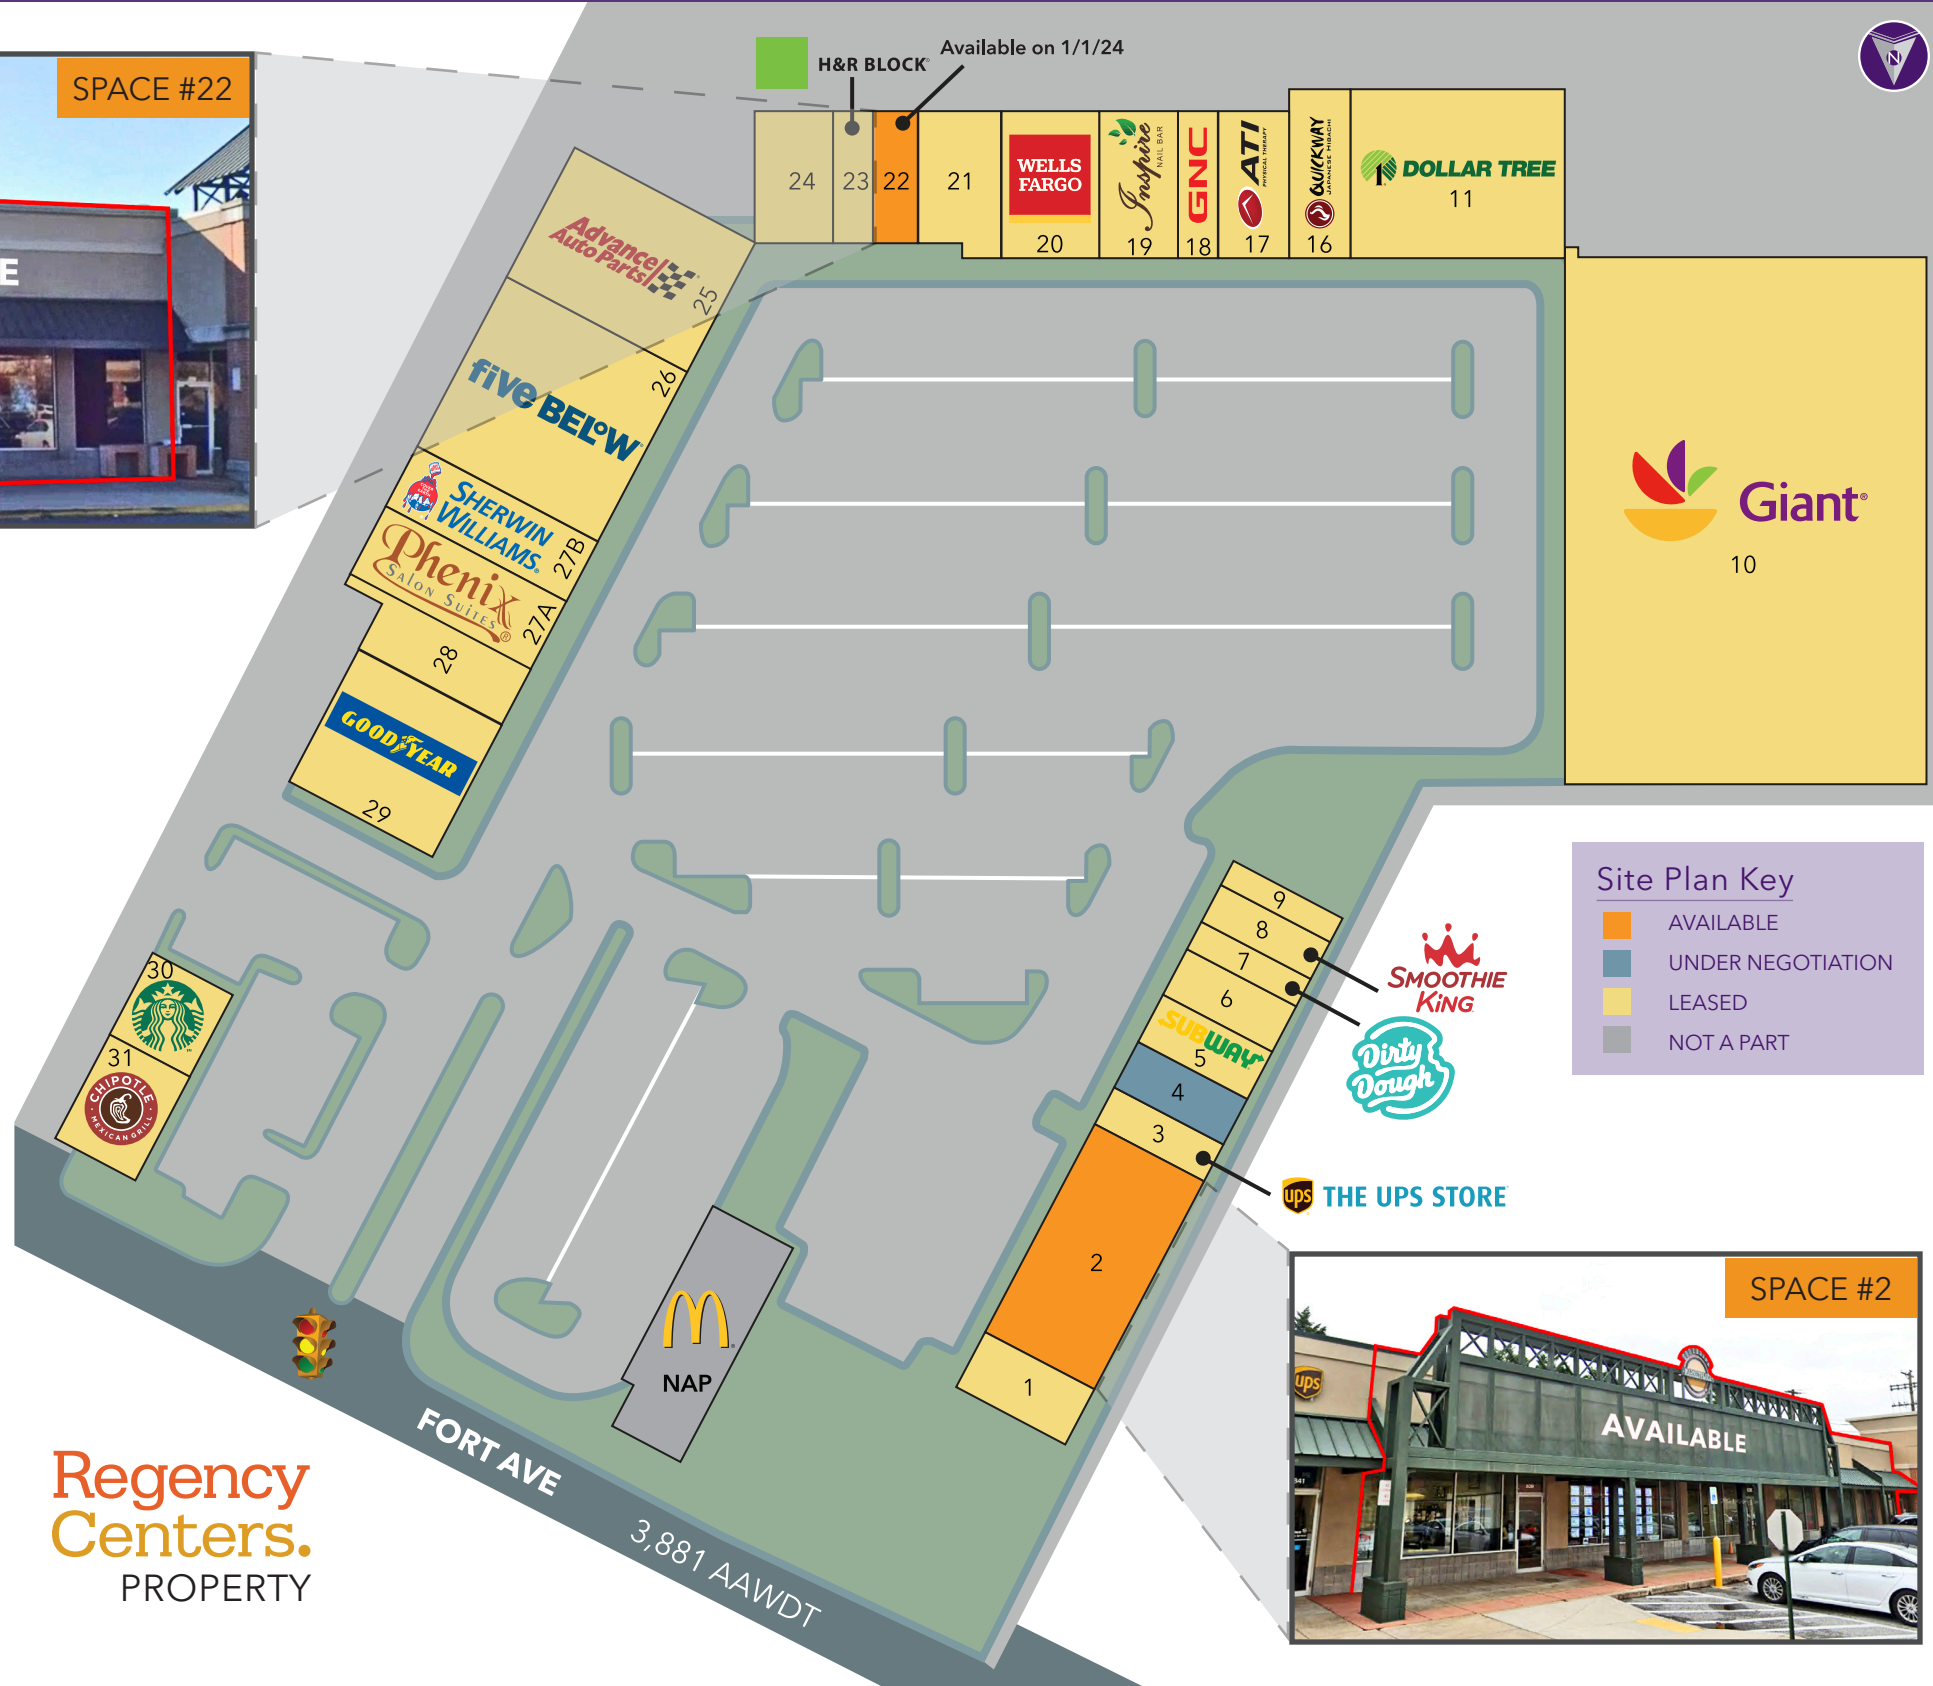 SPACE #22
E
H&R BLOCK
Available on 1/1/24
N
24
23
22
21
WELLS
FARGO
20
Inspire
NAIL BAR
19
GNC
18
ATI
PHYSICAL THERAPY
17
QUICKWAY
JAPANESE HIBACHI
16
DOLLAR TREE
11
Advance
Auto Parts
25
five BELOW
26
SHERWIN
WILLIAMS
27B
Phenix
SALON SUITES
27A
28
GOODYEAR
29
Giant
10
Site Plan Key
AVAILABLE
UNDER NEGOTIATION
LEASED
NOT A PART
9
8
7
6
SUBWAY
5
4
3
2
1
SMOOTHIE
KING
Dirty
Dough
ups THE UPS STORE
30
31
CHIPOTLE
MEXICAN GRILL
NAP
FORT AVE
3,881 AAWDT
SPACE #2
ups
AVAILABLE
Regency
Centers.
PROPERTY